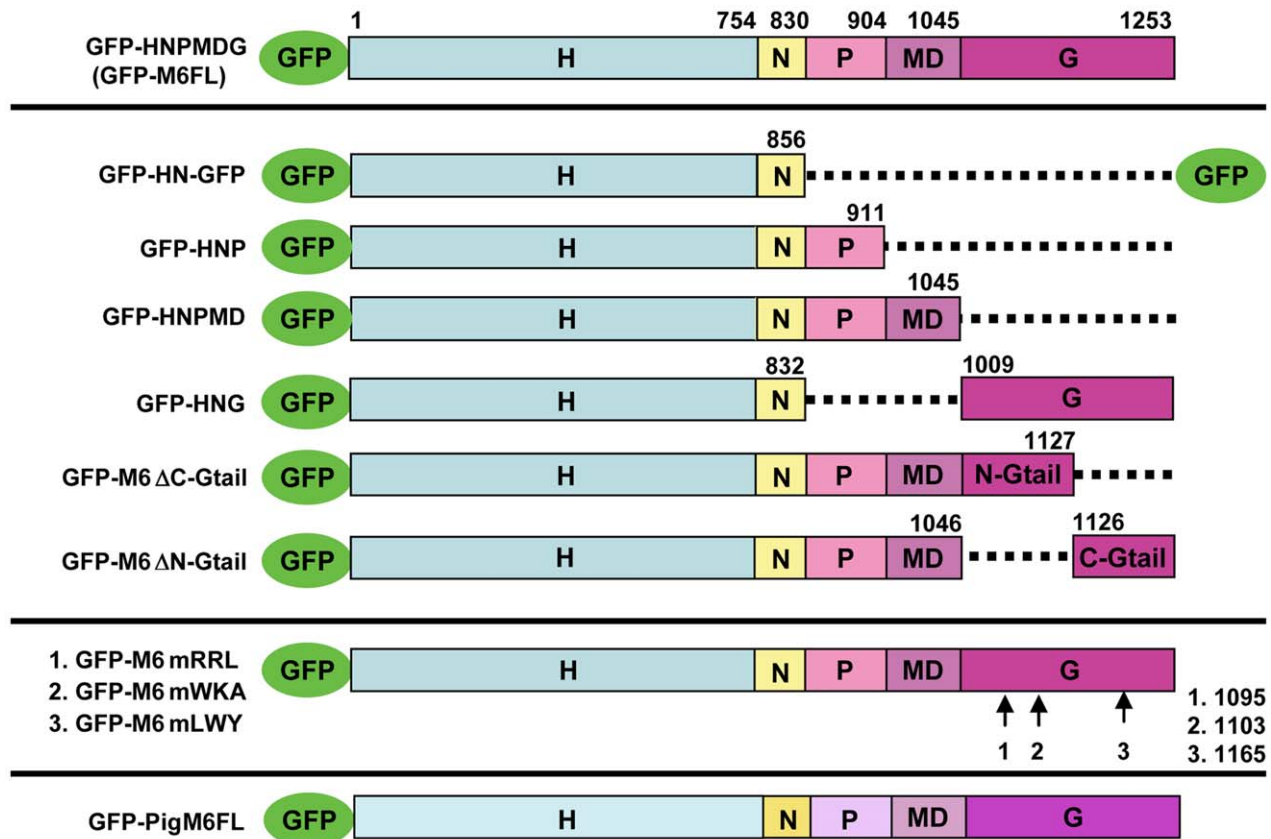 1 754 830 904 1045 1253
GFP-HNPMDG
(GFP-M6FL)
GFP H N P MD G
856
GFP-HN-GFP GFP H N GFP
911
GFP-HNP GFP H N P
1045
GFP-HNPMD GFP H N P MD
832 1009
GFP-HNG GFP H N G
1127
GFP-M6 ΔC-Gtail GFP H N P MD N-Gtail
1046 1126
GFP-M6 ΔN-Gtail GFP H N P MD C-Gtail
1. GFP-M6 mRRL
2. GFP-M6 mWKA
3. GFP-M6 mLWY
GFP H N P MD G
1 2 3
1. 1095
2. 1103
3. 1165
GFP-PigM6FL GFP H N P MD G